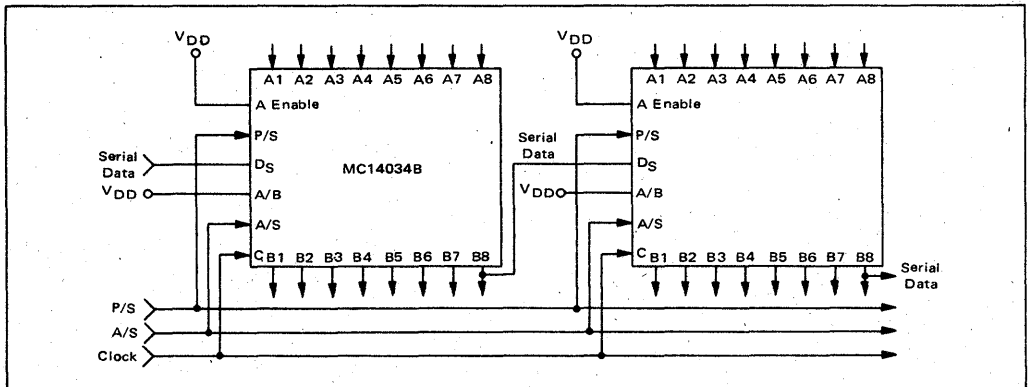 VDD
VDD
A1 A2 A3 A4 A5 A6 A7 A8
A1 A2 A3 A4 A5 A6 A7 A8
A Enable
A Enable
P/S
P/S
Serial
Data
DS
MC14034B
Serial
Data
DS
VDD
A/B
VDD
A/B
A/S
A/S
C
B1 B2 B3 B4 B5 B6 B7 B8
C
B1 B2 B3 B4 B5 B6 B7 B8
Serial
Data
P/S
A/S
Clock